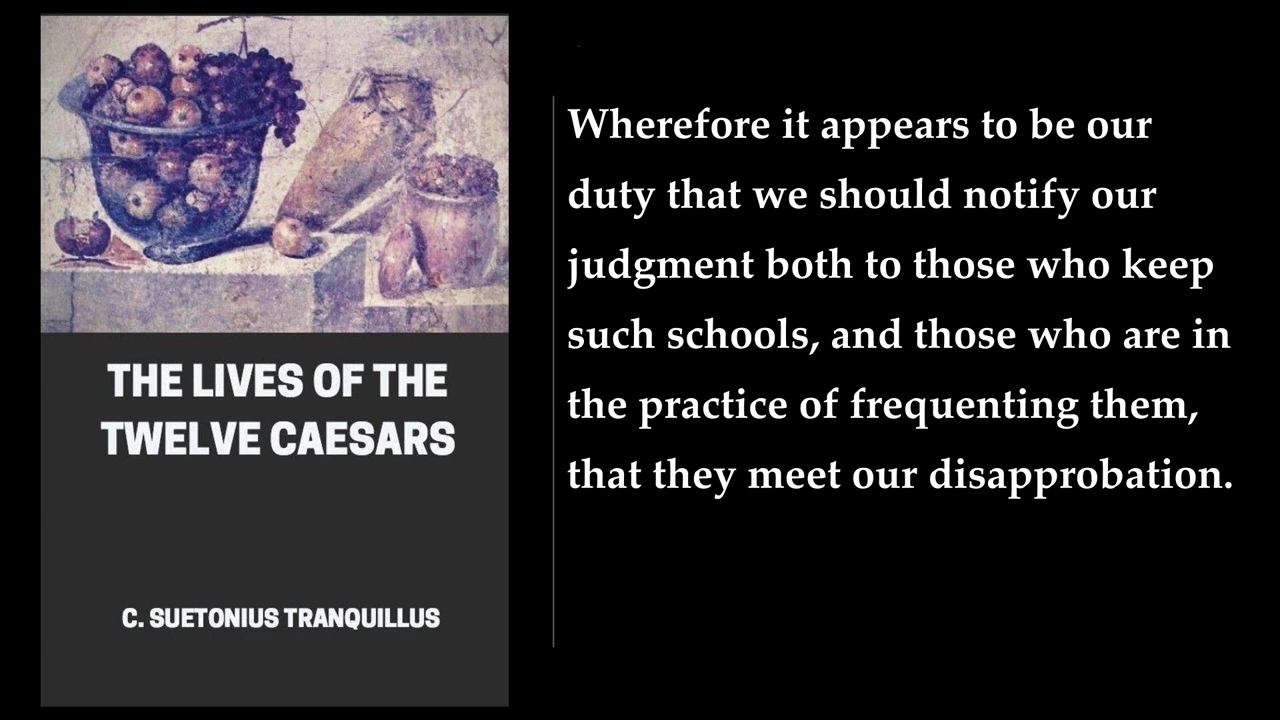 THE LIVES OF THE
TWELVE CAESARS
C. SUETONIUS TRANQUILLUS
Wherefore it appears to be our
duty that we should notify our
judgment both to those who keep
such schools, and those who are in
the practice of frequenting them,
that they meet our disapprobation.